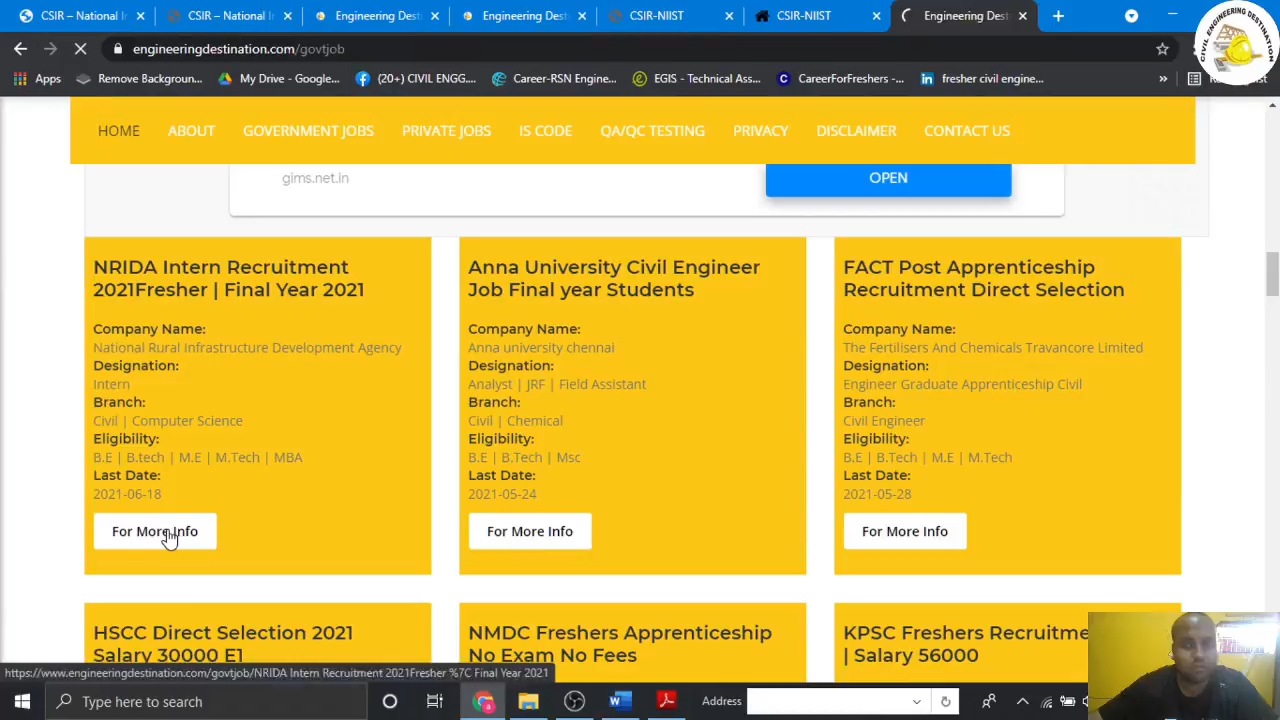 CSIR – National In
CSIR – National In
Engineering Dest
Engineering Dest
CSIR-NIIST
CSIR-NIIST
Engineering Dest
engineeringdestination.com/govtjob
Apps
Remove Background...
My Drive - Google...
(20+) CIVIL ENGG....
Career-RSN Engine...
EGIS - Technical Ass...
CareerForFreshers -...
fresher civil engine...
CIVIL ENGINEERING DESTINATION
HOME
ABOUT
GOVERNMENT JOBS
PRIVATE JOBS
IS CODE
QA/QC TESTING
PRIVACY
DISCLAIMER
CONTACT US
gims.net.in
OPEN
NRIDA Intern Recruitment
2021Fresher | Final Year 2021
Company Name:
National Rural Infrastructure Development Agency
Designation:
Intern
Branch:
Civil | Computer Science
Eligibility:
B.E | B.tech | M.E | M.Tech | MBA
Last Date:
2021-06-18
For More Info
Anna University Civil Engineer
Job Final year Students
Company Name:
Anna university chennai
Designation:
Analyst | JRF | Field Assistant
Branch:
Civil | Chemical
Eligibility:
B.E | B.Tech | Msc
Last Date:
2021-05-24
For More Info
FACT Post Apprenticeship
Recruitment Direct Selection
Company Name:
The Fertilisers And Chemicals Travancore Limited
Designation:
Engineer Graduate Apprenticeship Civil
Branch:
Civil Engineer
Eligibility:
B.E | B.Tech | M.E | M.Tech
Last Date:
2021-05-28
For More Info
HSCC Direct Selection 2021
Salary 30000 E1
NMDC Freshers Apprenticeship
No Exam No Fees
KPSC Freshers Recruitme
| Salary 56000
https://www.engineeringdestination.com/govtjob/NRIDA Intern Recruitment 2021Fresher %7C Final Year 2021
Type here to search
Address